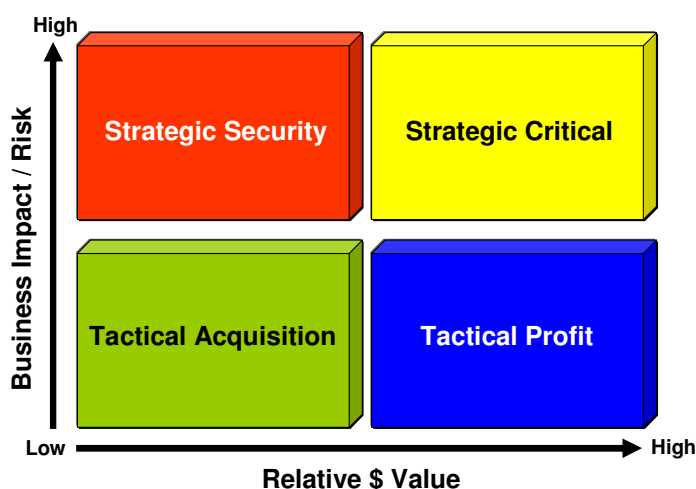 High
Business Impact / Risk
Strategic Security
Strategic Critical
Tactical Acquisition
Tactical Profit
Low
High
Relative $ Value